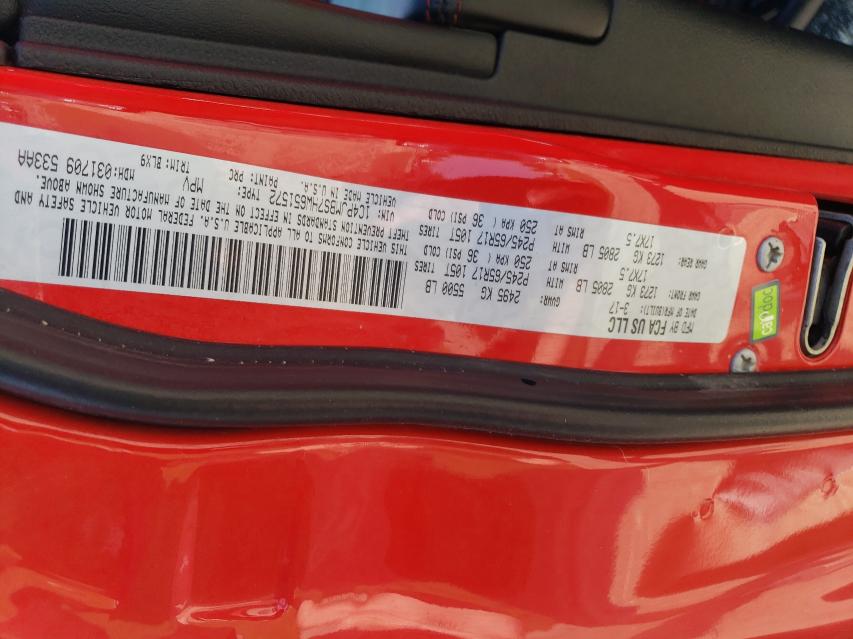 MFD BY FCA US LLC
DATE OF MFR(BUILT): 3-17 GVWR: 2495 KG 5500 LB
GAWR FRONT: 1273 KG 2805 LB WITH P245/65R17 105T TIRES
17X7.5 RIMS AT 250 KPA ( 36 PSI) COLD
GAWR REAR: 1273 KG 2805 LB WITH P245/65R17 105T TIRES
17X7.5 RIMS AT 250 KPA ( 36 PSI) COLD
THIS VEHICLE CONFORMS TO ALL APPLICABLE U.S.A. FEDERAL MOTOR VEHICLE SAFETY AND
THEFT PREVENTION STANDARDS IN EFFECT ON THE DATE OF MANUFACTURE SHOWN ABOVE.
VIN: 1C4PJMBS7HW651572 TYPE: MPV MDH:031709 533AA
VEHICLE MADE IN U.S.A. PAINT: PRC TRIM: BLX9